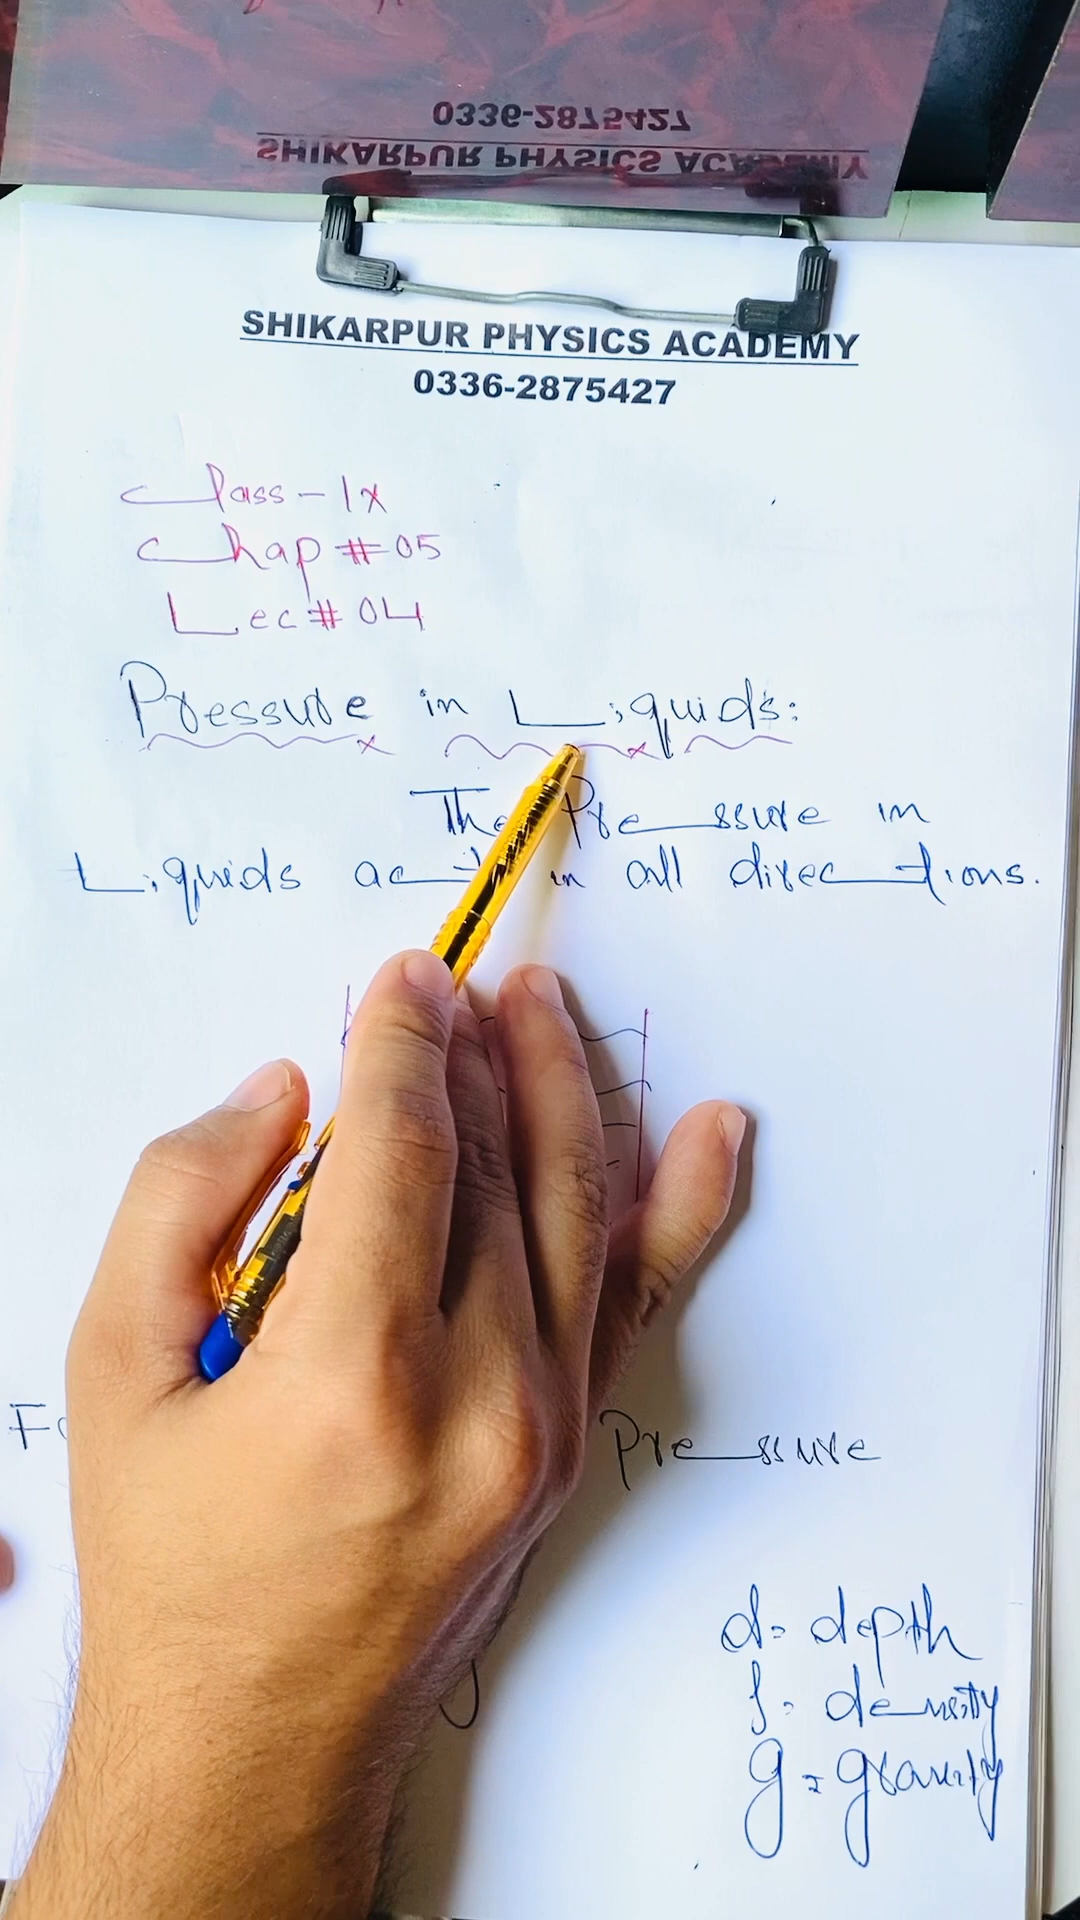 0336-2875427
SHIKARPUR PHYSICS ACADEMY
SHIKARPUR PHYSICS ACADEMY
0336-2875427
Class-IX
Chap # 05
Lec # 04
Pressure in Liquids:
The Pressure in
Liquids act in all directions.
Pressure
d= depth
ρ= density
g= gravity